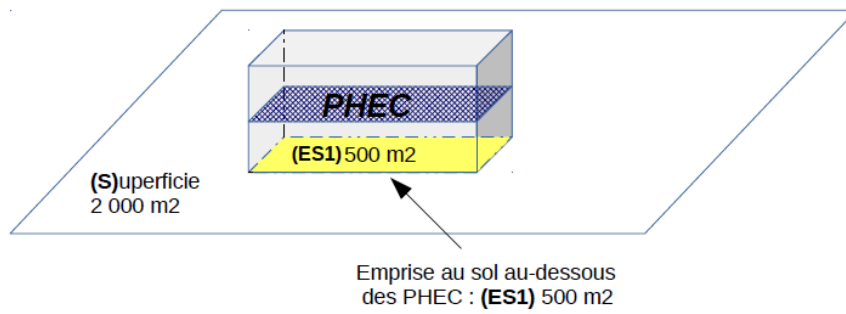 PHEC
(ES1) 500 m2
(S)uperficie
2 000 m2
Emprise au sol au-dessous
des PHEC : (ES1) 500 m2